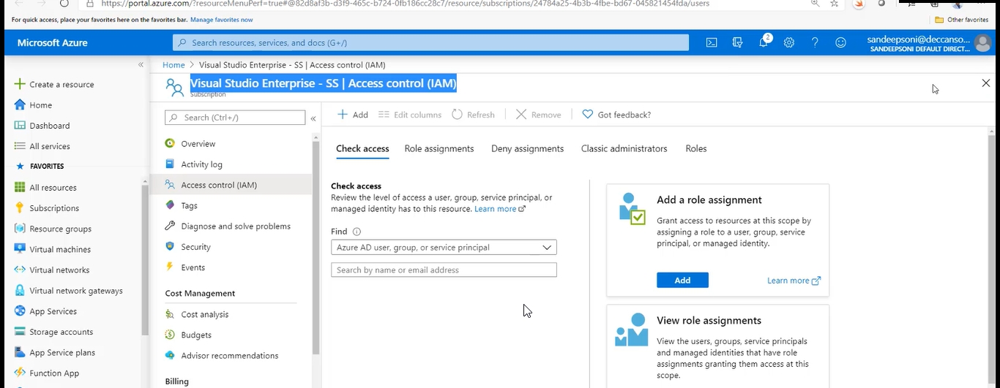 https://portal.azure.com/?resourceMenuPerf=true#@82d8af3b-d3f9-465c-b724-0fb186cc28c7/resource/subscriptions/24784a25-4b3b-4fbe-bd67-045821454fda/users
For quick access, place your favorites here on the favorites bar. Manage favorites now
Other favorites
Microsoft Azure
Search resources, services, and docs (G+/)
2
sandeepsoni@deccanso...
SANDEEPSONI DEFAULT DIRECT...
Home > Visual Studio Enterprise - SS | Access control (IAM)
Visual Studio Enterprise - SS | Access control (IAM)
Subscription
Create a resource
Home
Dashboard
All services
FAVORITES
All resources
Subscriptions
Resource groups
Virtual machines
Virtual networks
Virtual network gateways
App Services
Storage accounts
App Service plans
Function App
Search (Ctrl+/)
Overview
Activity log
Access control (IAM)
Tags
Diagnose and solve problems
Security
Events
Cost Management
Cost analysis
Budgets
Advisor recommendations
Billing
Add
Edit columns
Refresh
Remove
Got feedback?
Check access
Role assignments
Deny assignments
Classic administrators
Roles
Check access
Review the level of access a user, group, service principal, or
managed identity has to this resource. Learn more
Find
Azure AD user, group, or service principal
Search by name or email address
Add a role assignment
Grant access to resources at this scope by
assigning a role to a user, group, service
principal, or managed identity.
Add
Learn more
View role assignments
View the users, groups, service principals
and managed identities that have role
assignments granting them access at this
scope.